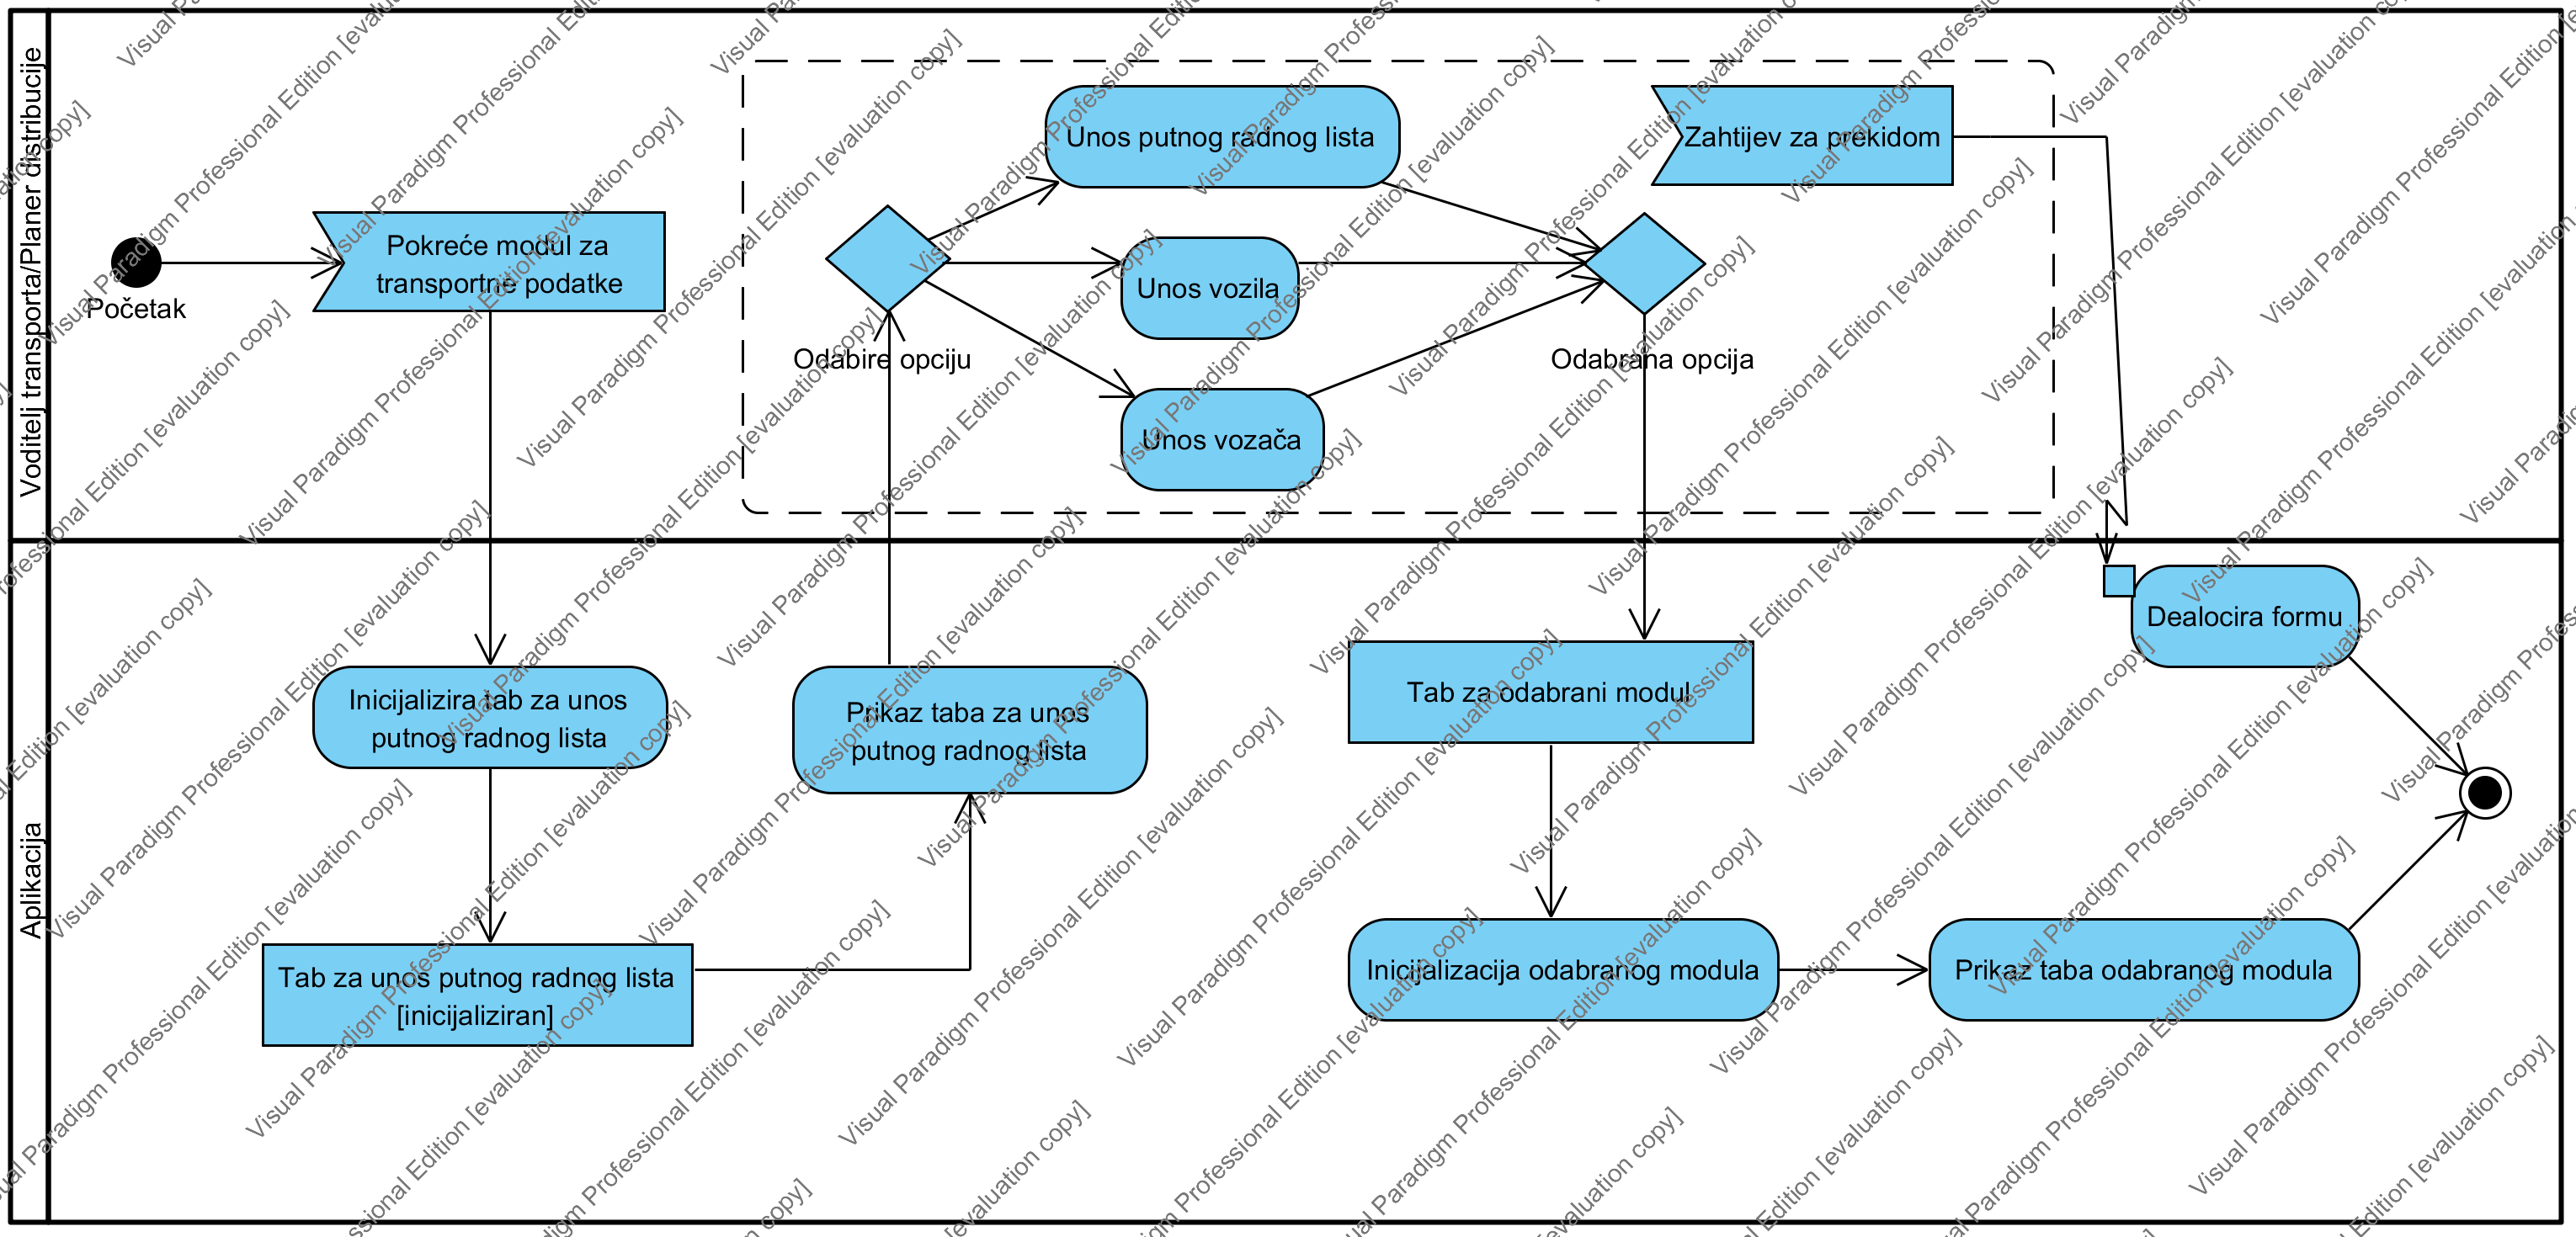 Voditelj transporta/Planer distribucije
Početak
Pokreće modul za
transportne podatke
Odabire opciju
Unos putnog radnog lista
Unos vozila
Unos vozača
Zahtijev za prekidom
Odabrana opcija
Aplikacija
Inicijalizira tab za unos
putnog radnog lista
Tab za unos putnog radnog lista
[inicijaliziran]
Prikaz taba za unos
putnog radnog lista
Tab za odabrani modul
Inicijalizacija odabranog modula
Prikaz taba odabranog modula
Dealocira formu
Visual Paradigm Professional Edition [evaluation copy]